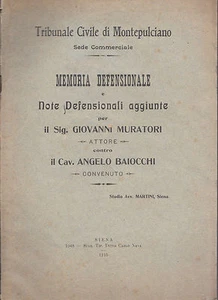 Tribunale Civile di Montepulciano
Sede Commerciale
MEMORIA DEFENSIONALE
e
Note Defensionali aggiunte
per
il Sig. GIOVANNI MURATORI
ATTORE
contro
il Cav. ANGELO BAIOCCHI
CONVENUTO
Studio Avv. MARTINI, Siena.
SIENA